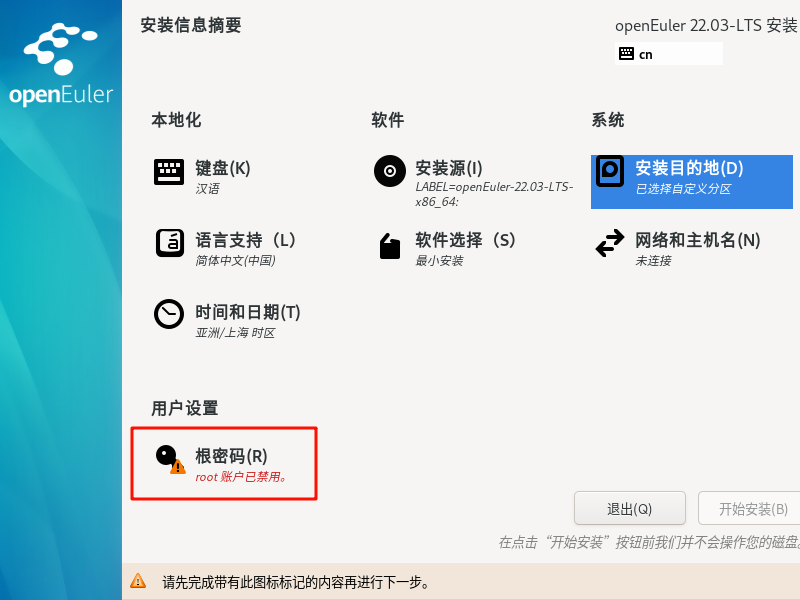 openEuler
安装信息摘要
openEuler 22.03-LTS 安装
cn
本地化
键盘(K)
汉语
语言支持（L）
简体中文(中国)
时间和日期(T)
亚洲/上海 时区
软件
安装源(I)
LABEL=openEuler-22.03-LTS-
x86_64:
软件选择（S）
最小安装
系统
安装目的地(D)
已选择自定义分区
网络和主机名(N)
未连接
用户设置
根密码(R)
root 账户已禁用。
退出(Q)
开始安装(B)
在点击“开始安装”按钮前我们并不会操作您的磁盘
请先完成带有此图标标记的内容再进行下一步。